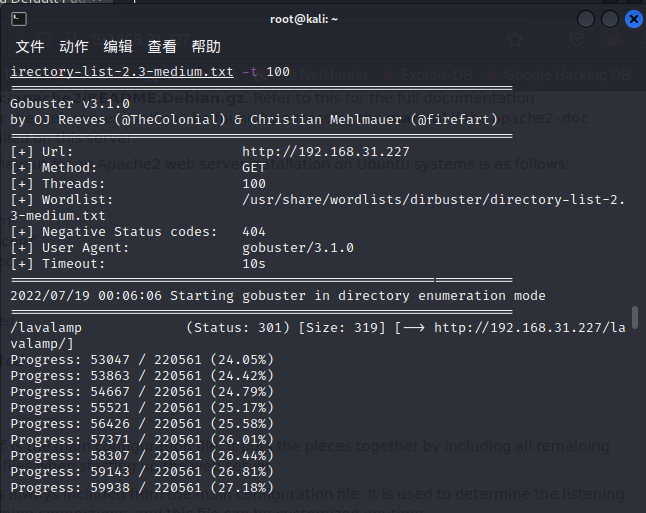 root@kali: ~
文件 动作 编辑 查看 帮助
irectory-list-2.3-medium.txt -t 100
===============================================================
Gobuster v3.1.0
by OJ Reeves (@TheColonial) & Christian Mehlmauer (@firefart)
===============================================================
[+] Url:                     http://192.168.31.227
[+] Method:                  GET
[+] Threads:                 100
[+] Wordlist:                /usr/share/wordlists/dirbuster/directory-list-2.
3-medium.txt
[+] Negative Status codes:   404
[+] User Agent:              gobuster/3.1.0
[+] Timeout:                 10s
===============================================================
2022/07/19 00:06:06 Starting gobuster in directory enumeration mode
===============================================================
/lavalamp             (Status: 301) [Size: 319] [--> http://192.168.31.227/la
valamp/]
Progress: 53047 / 220561 (24.05%)
Progress: 53863 / 220561 (24.42%)
Progress: 54667 / 220561 (24.79%)
Progress: 55521 / 220561 (25.17%)
Progress: 56426 / 220561 (25.58%)
Progress: 57371 / 220561 (26.01%)
Progress: 58307 / 220561 (26.44%)
Progress: 59143 / 220561 (26.81%)
Progress: 59938 / 220561 (27.18%)